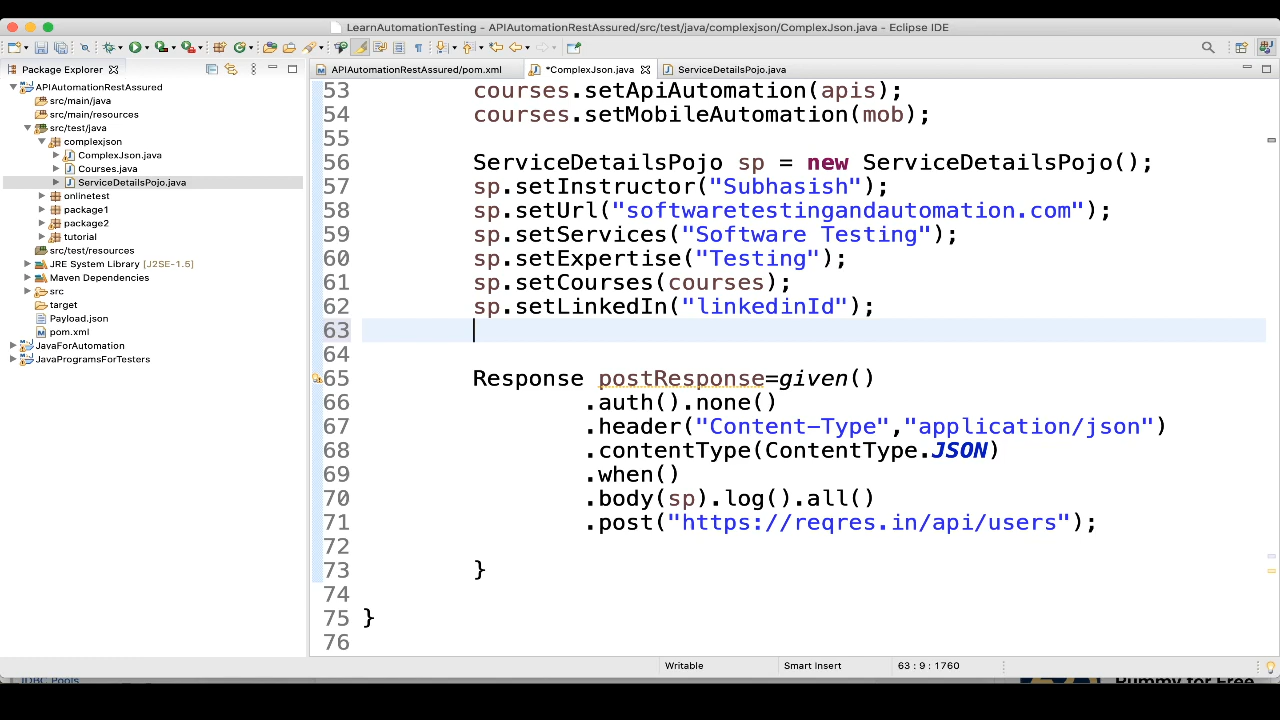 LearnAutomationTesting - APIAutomationRestAssured/src/test/java/complexjson/ComplexJson.java - Eclipse IDE
Package Explorer
APIAutomationRestAssured/pom.xml
*ComplexJson.java
ServiceDetailsPojo.java
APIAutomationRestAssured
src/main/java
src/main/resources
src/test/java
complexjson
ComplexJson.java
Courses.java
ServiceDetailsPojo.java
onlinetest
package1
package2
tutorial
src/test/resources
JRE System Library [J2SE-1.5]
Maven Dependencies
src
target
Payload.json
pom.xml
JavaForAutomation
JavaProgramsForTesters
53 courses.setApiAutomation(apis);
54 courses.setMobileAutomation(mob);
55
56 ServiceDetailsPojo sp = new ServiceDetailsPojo();
57 sp.setInstructor("Subhasish");
58 sp.setUrl("softwaretestingandautomation.com");
59 sp.setServices("Software Testing");
60 sp.setExpertise("Testing");
61 sp.setCourses(courses);
62 sp.setLinkedIn("linkedinId");
63
64
65 Response postResponse=given()
66 .auth().none()
67 .header("Content-Type","application/json")
68 .contentType(ContentType.JSON)
69 .when()
70 .body(sp).log().all()
71 .post("https://reqres.in/api/users");
72
73 }
74
75 }
76
Writable
Smart Insert
63 : 9 : 1760
JDBC Pools
Rummy for Free